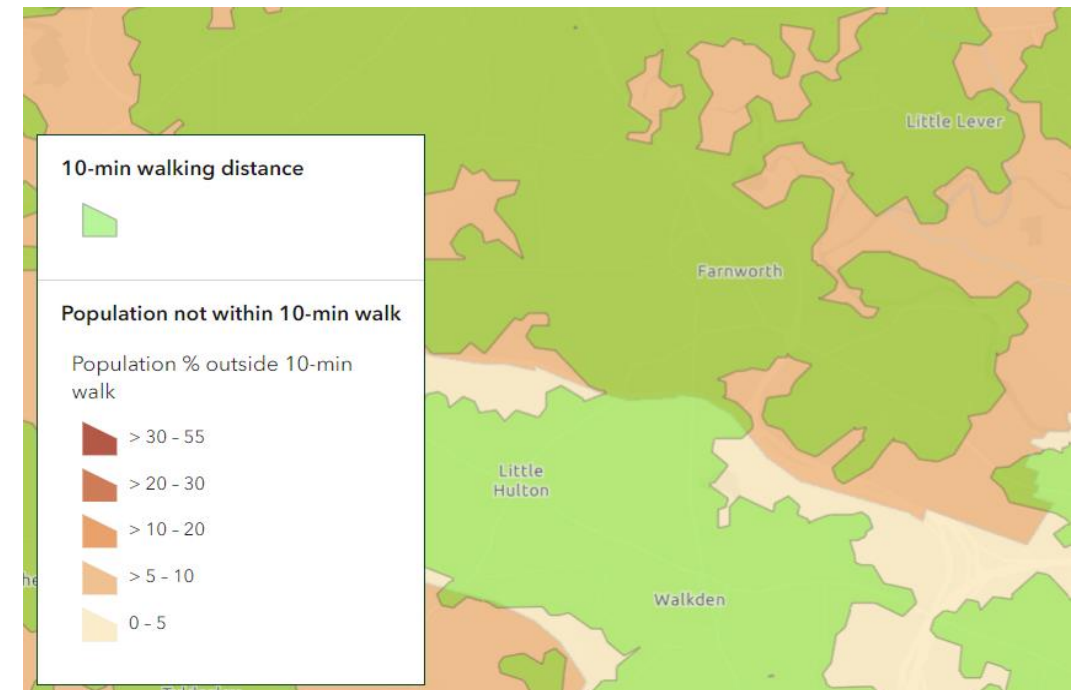 10-min walking distance
Population not within 10-min walk
Population % outside 10-min
walk
> 30 - 55
> 20 - 30
> 10 - 20
> 5 - 10
0 - 5
Little Lever
Farnworth
Little
Hulton
Walkden